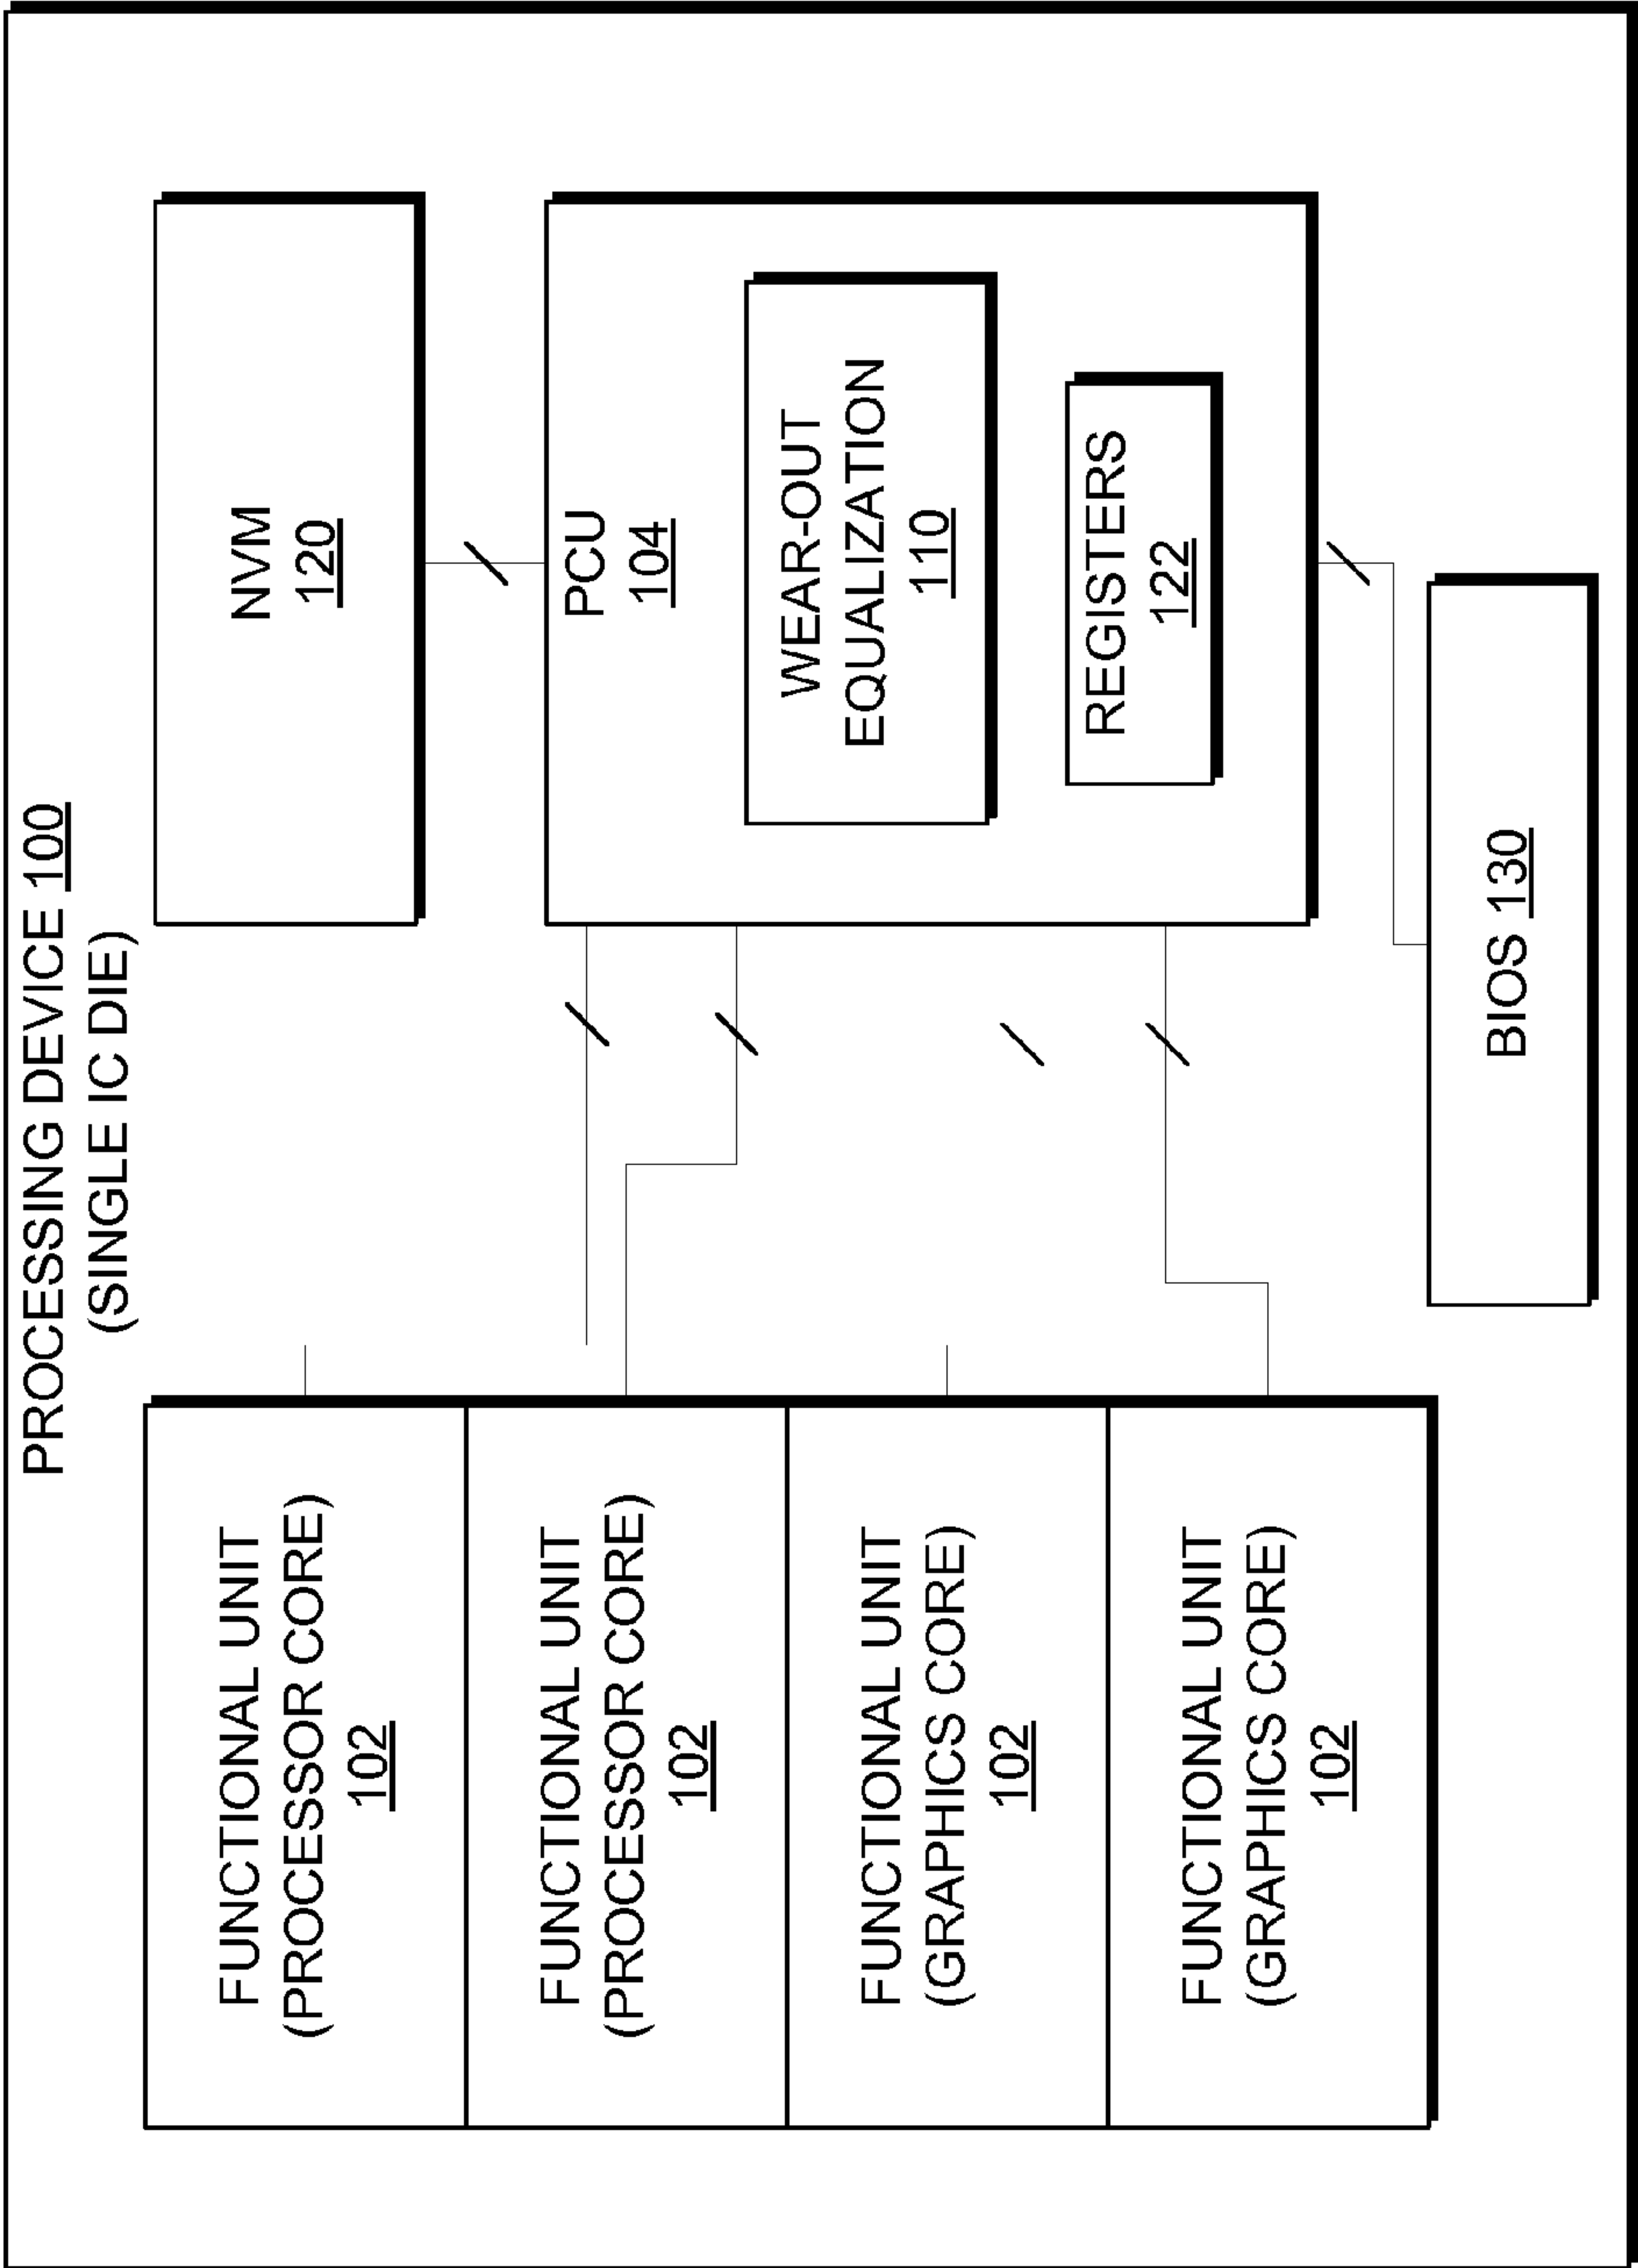 PROCESSING DEVICE 100
(SINGLE IC DIE)
FUNCTIONAL UNIT
(PROCESSOR CORE)
102
FUNCTIONAL UNIT
(PROCESSOR CORE)
102
FUNCTIONAL UNIT
(GRAPHICS CORE)
102
FUNCTIONAL UNIT
(GRAPHICS CORE)
102
NVM
120
PCU
104
WEAR-OUT
EQUALIZATION
110
REGISTERS
122
BIOS 130